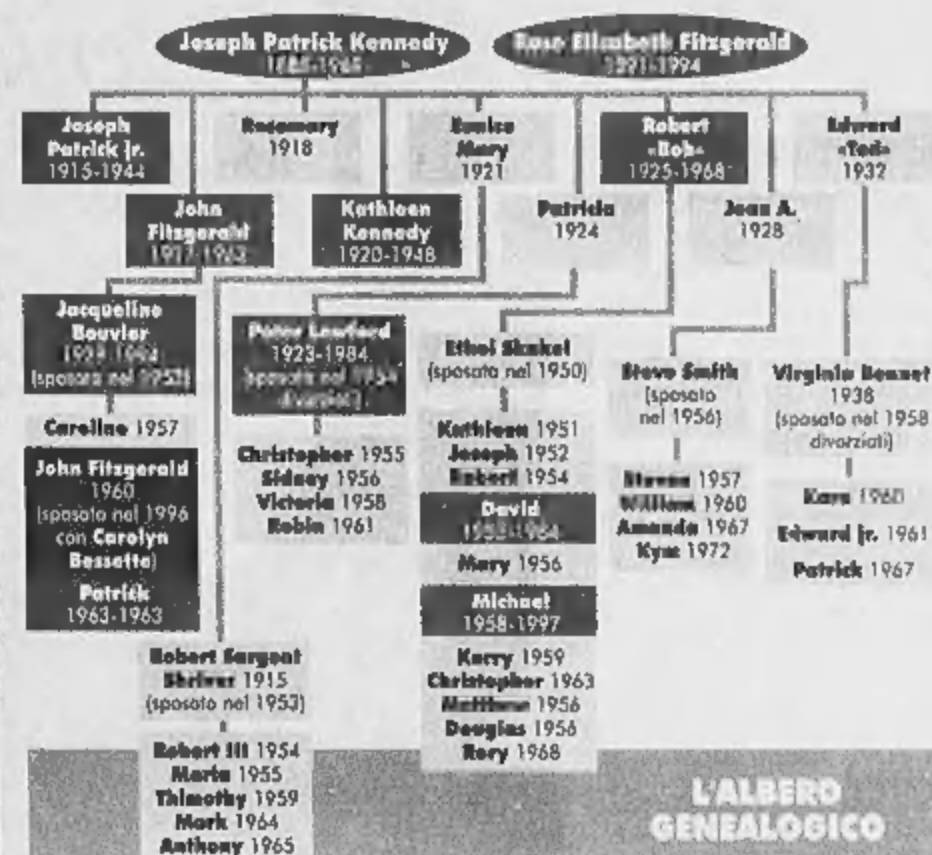 Joseph Patrick Kennedy
Rose Elizabeth Fitzgerald
1891-1994
Joseph
Patrick jr.
1915-1944
Rosemary
1918
Eunice
Mary
1921
Robert
«Bob»
1925-1968
Edward
«Ted»
1932
John
Fitzgerald
1917-1963
Kathleen
Kennedy
1920-1948
Patricia
1924
Jean A.
1928
Jacqueline
Bouvier
(sposata nel 1953)
Caroline 1957
John Fitzgerald
1960
(sposato nel 1996
con Carolyn
Bessette)
Patrick
1963-1963
Peter Lawford
1923-1984
(sposato nel 1954
divorziati)
Christopher 1955
Sidney 1956
Victoria 1958
Robin 1961
Ethel Skakel
(sposata nel 1950)
Kathleen 1951
Joseph 1952
Robert 1954
David
Mary 1956
Michael
1958-1997
Kerry 1959
Christopher 1963
Matthew 1956
Douglas 1956
Rory 1968
Steve Smith
(sposato
nel 1956)
Steven 1957
William 1960
Amanda 1967
Kym 1972
Virginia Bennet
1938
(sposata nel 1958
divorziati)
Kara 1960
Edward jr. 1961
Patrick 1967
Robert Sargent
Shriver 1915
(sposato nel 1953)
Robert III 1954
Maria 1955
Thimothy 1959
Mark 1964
Anthony 1965
L'ALBERO
GENEALOGICO